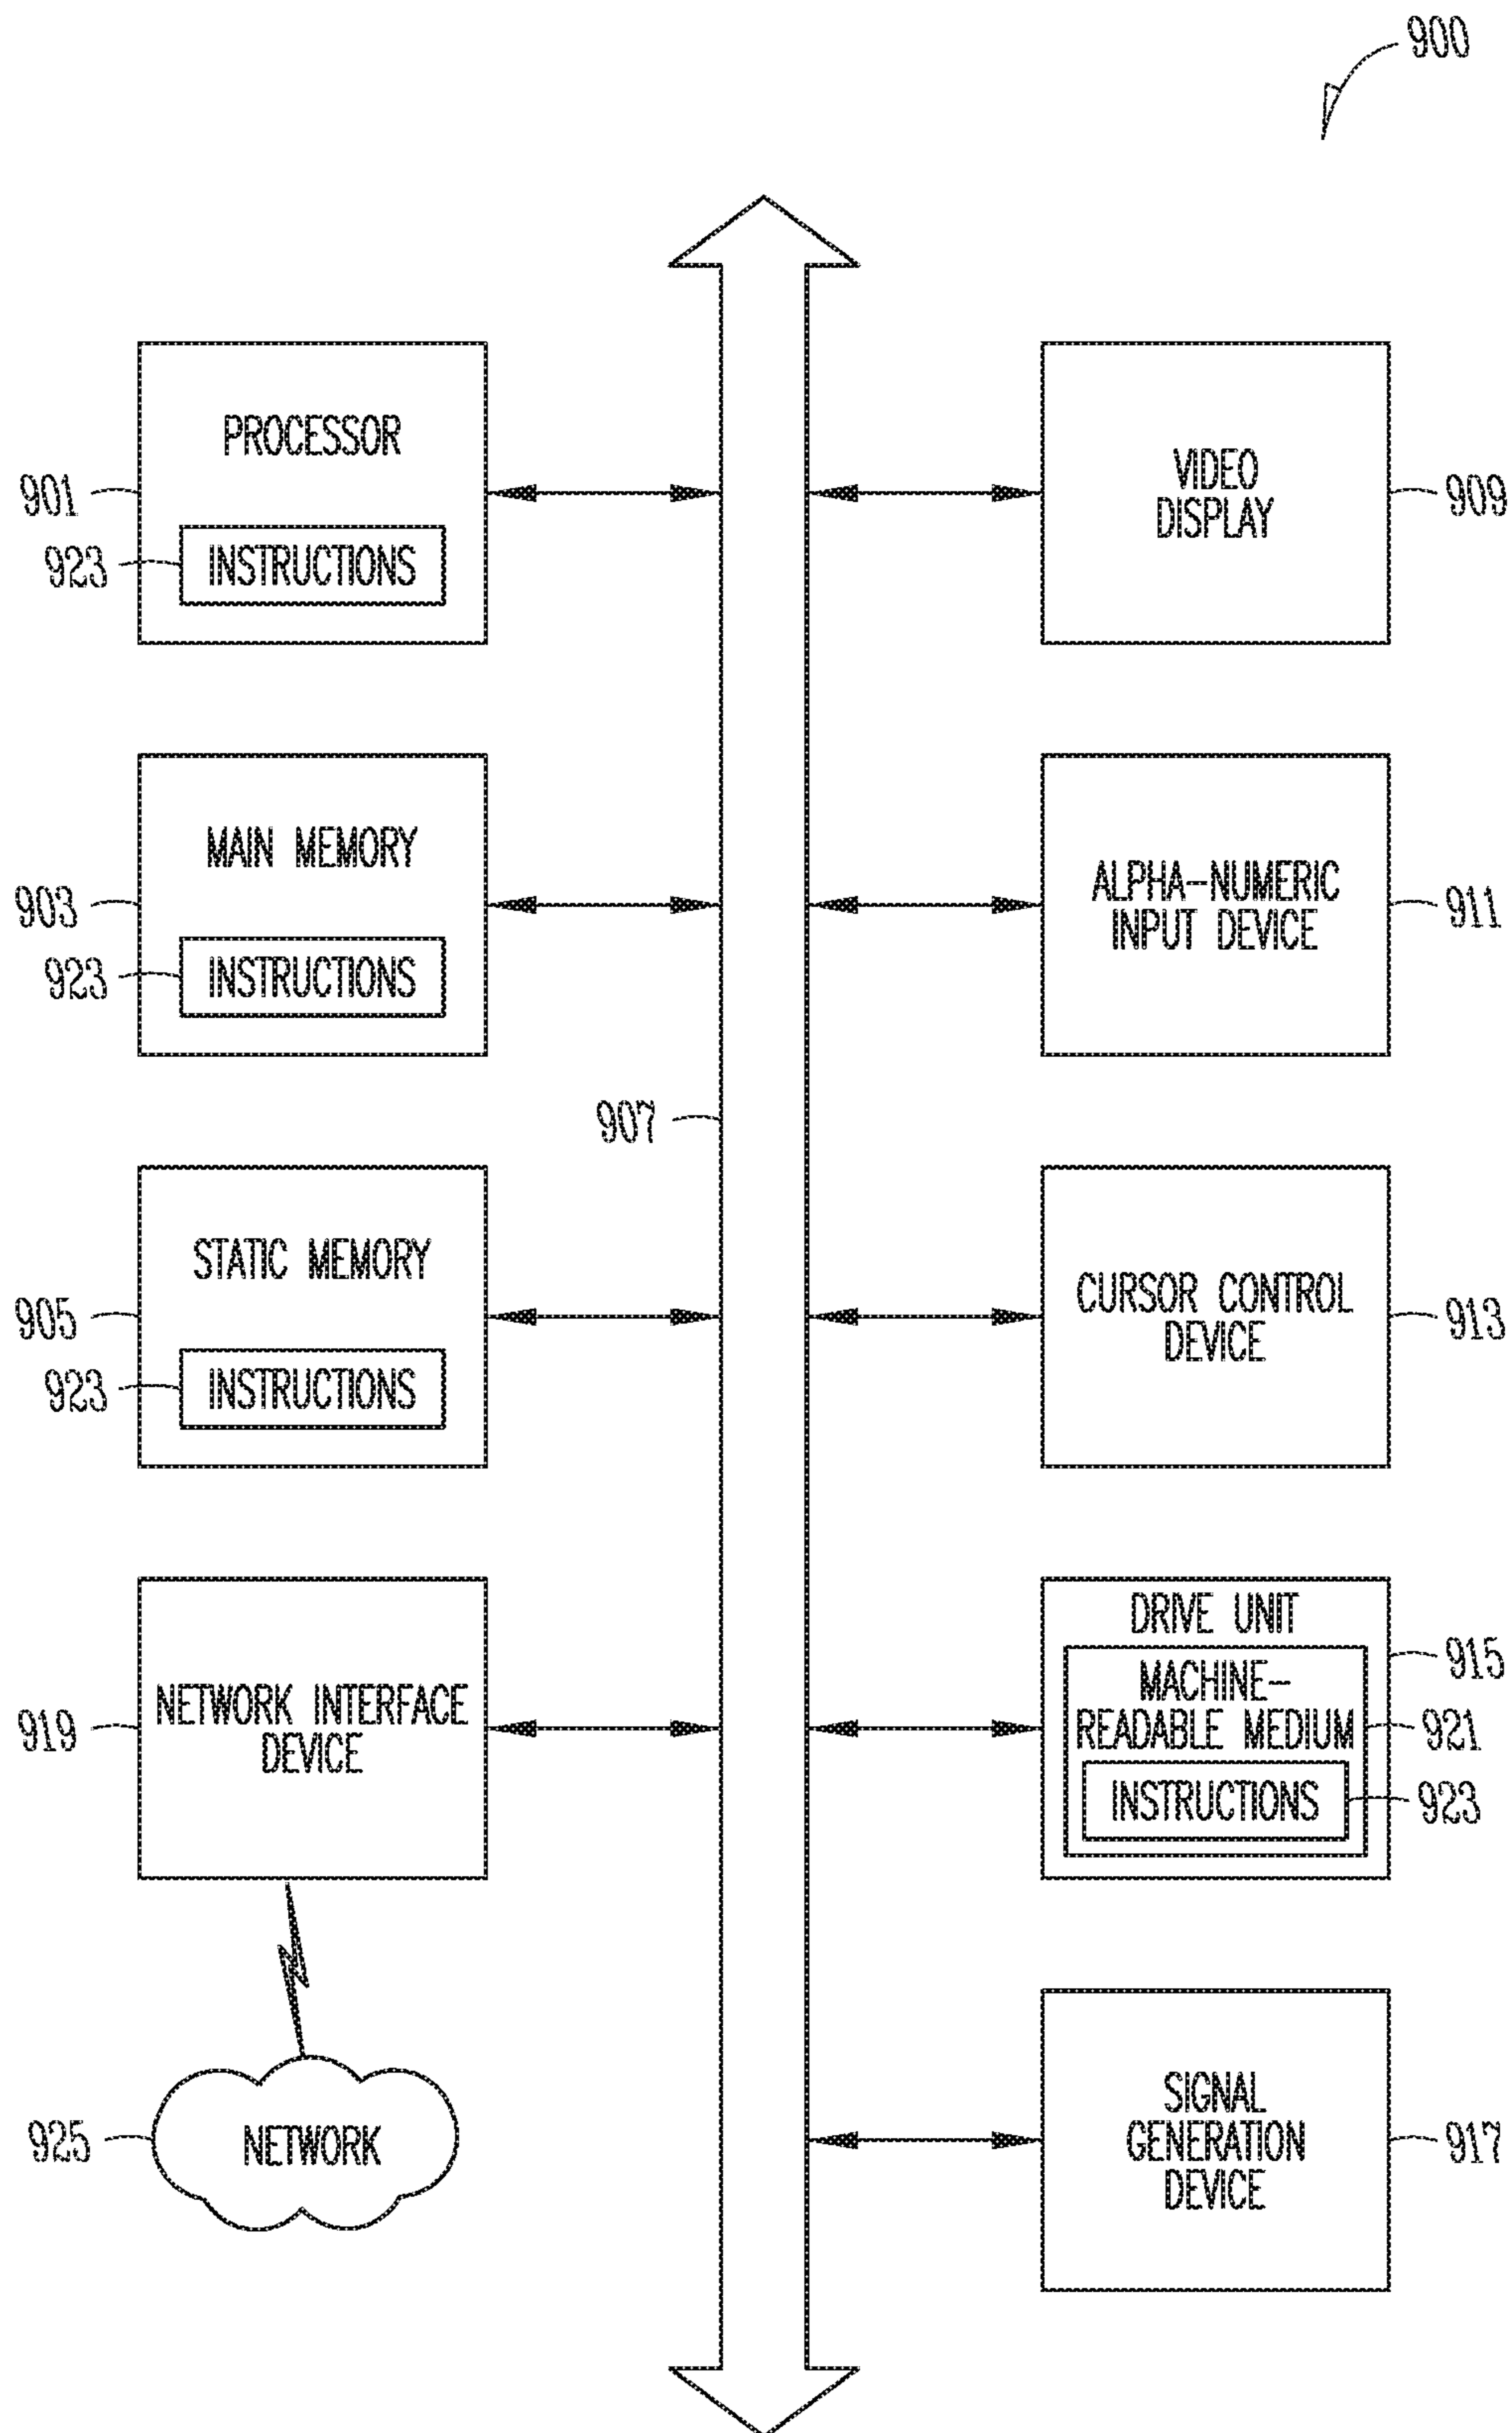 900
PROCESSOR
901
923
INSTRUCTIONS
VIDEO
DISPLAY
909
MAIN MEMORY
903
923
INSTRUCTIONS
ALPHA-NUMERIC
INPUT DEVICE
911
907
STATIC MEMORY
905
923
INSTRUCTIONS
CURSOR CONTROL
DEVICE
913
NETWORK INTERFACE
DEVICE
919
DRIVE UNIT
915
MACHINE-
READABLE MEDIUM
921
INSTRUCTIONS
923
925
NETWORK
SIGNAL
GENERATION
DEVICE
917